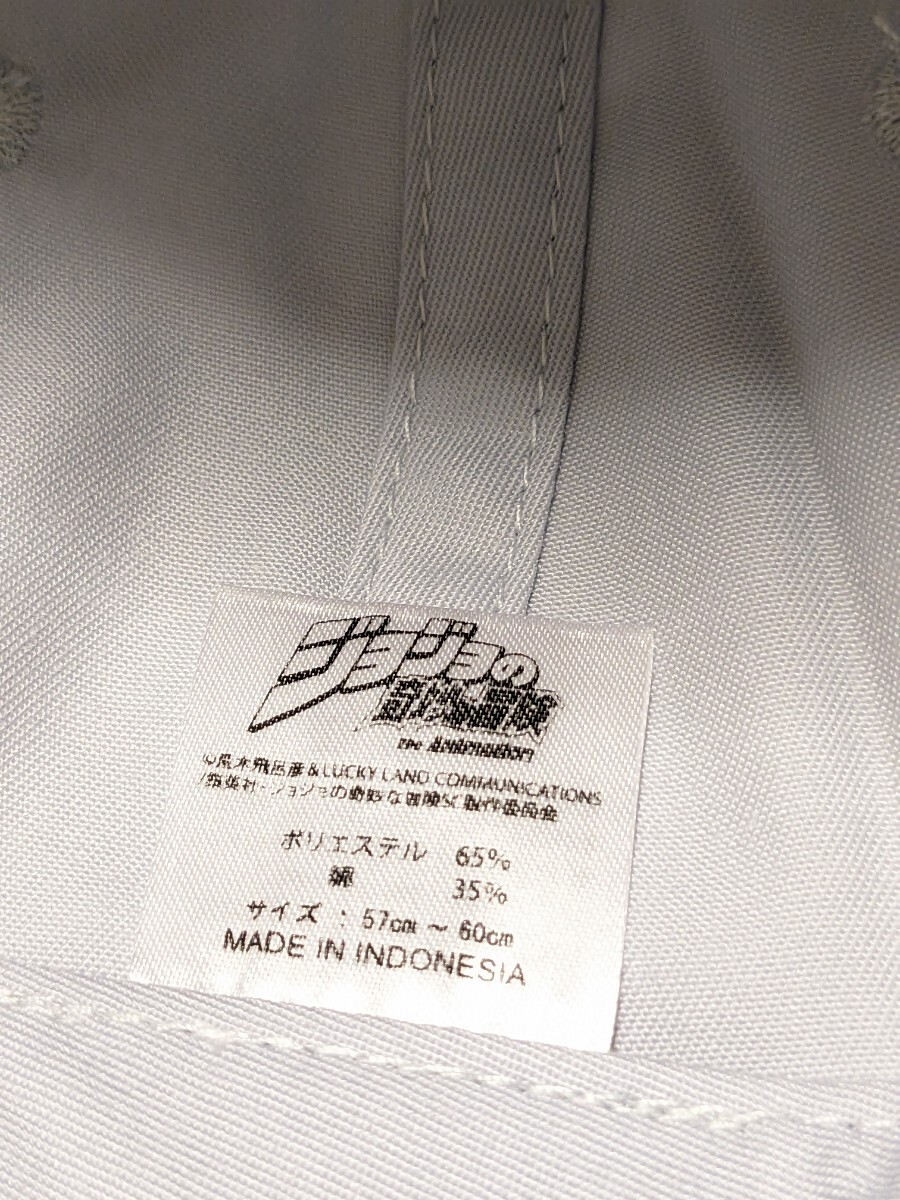 ジョジョの
奇妙な冒険
The Animation
©荒木飛呂彦&LUCKY LAND COMMUNICATIONS
/集英社・ジョジョの奇妙な冒険SC製作委員会
ポリエステル 65%
綿 35%
サイズ : 57cm ～ 60cm
MADE IN INDONESIA